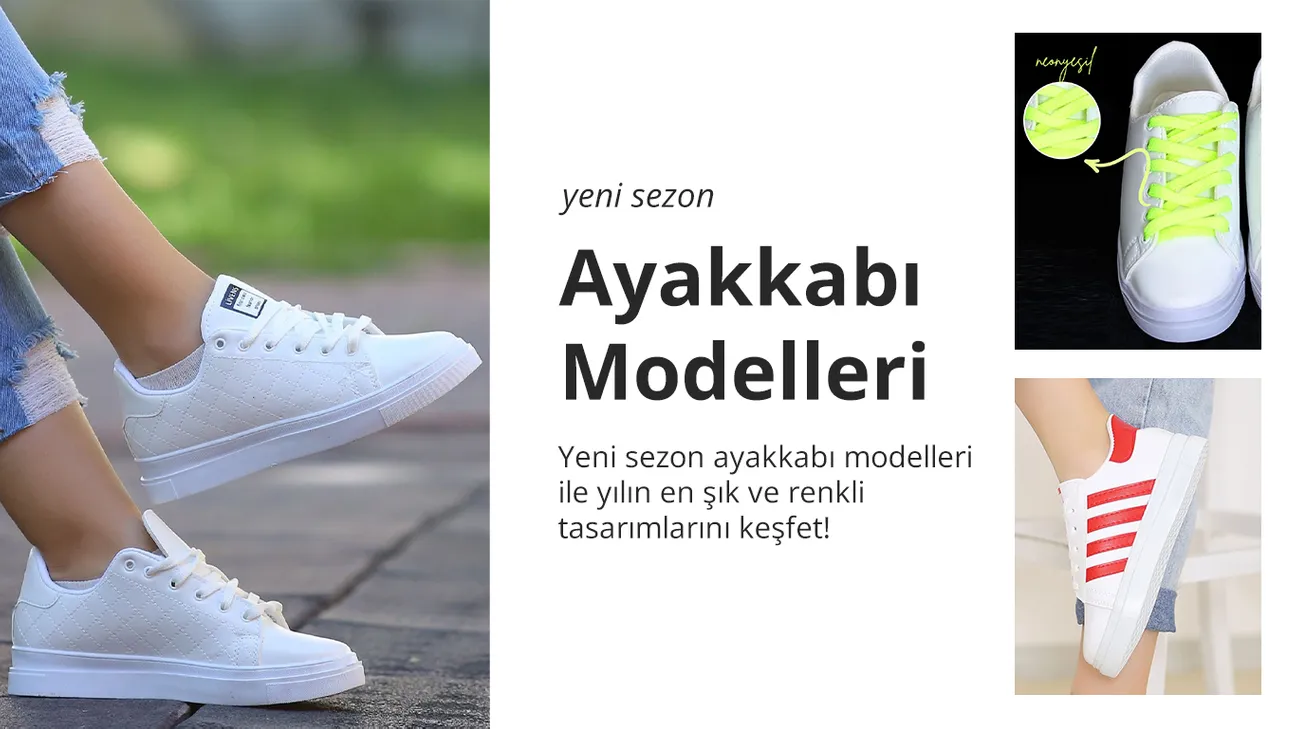 yeni sezon
Ayakkabı
Modelleri
Yeni sezon ayakkabı modelleri
ile yılın en şık ve renkli
tasarımlarını keşfet!
neonyeşil